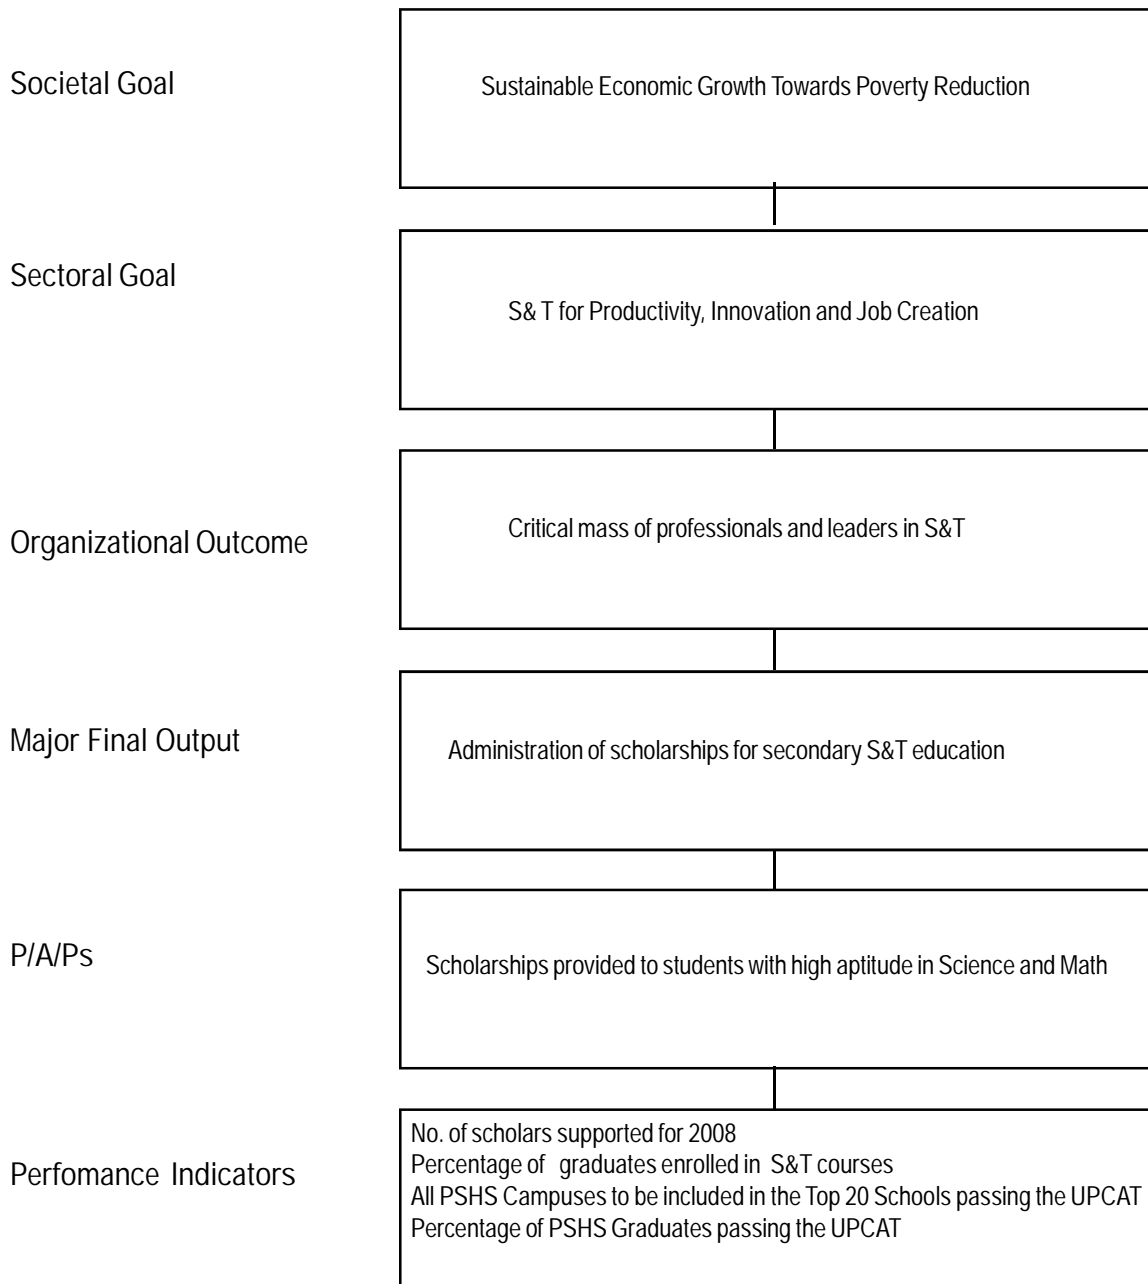 Societal Goal
Sustainable Economic Growth Towards Poverty Reduction
Sectoral Goal
S& T for Productivity, Innovation and Job Creation
Organizational Outcome
Critical mass of professionals and leaders in S&T
Major Final Output
Administration of scholarships for secondary S&T education
P/A/Ps
Scholarships provided to students with high aptitude in Science and Math
Perfomance Indicators
No. of scholars supported for 2008
Percentage of graduates enrolled in S&T courses
All PSHS Campuses to be included in the Top 20 Schools passing the UPCAT
Percentage of PSHS Graduates passing the UPCAT